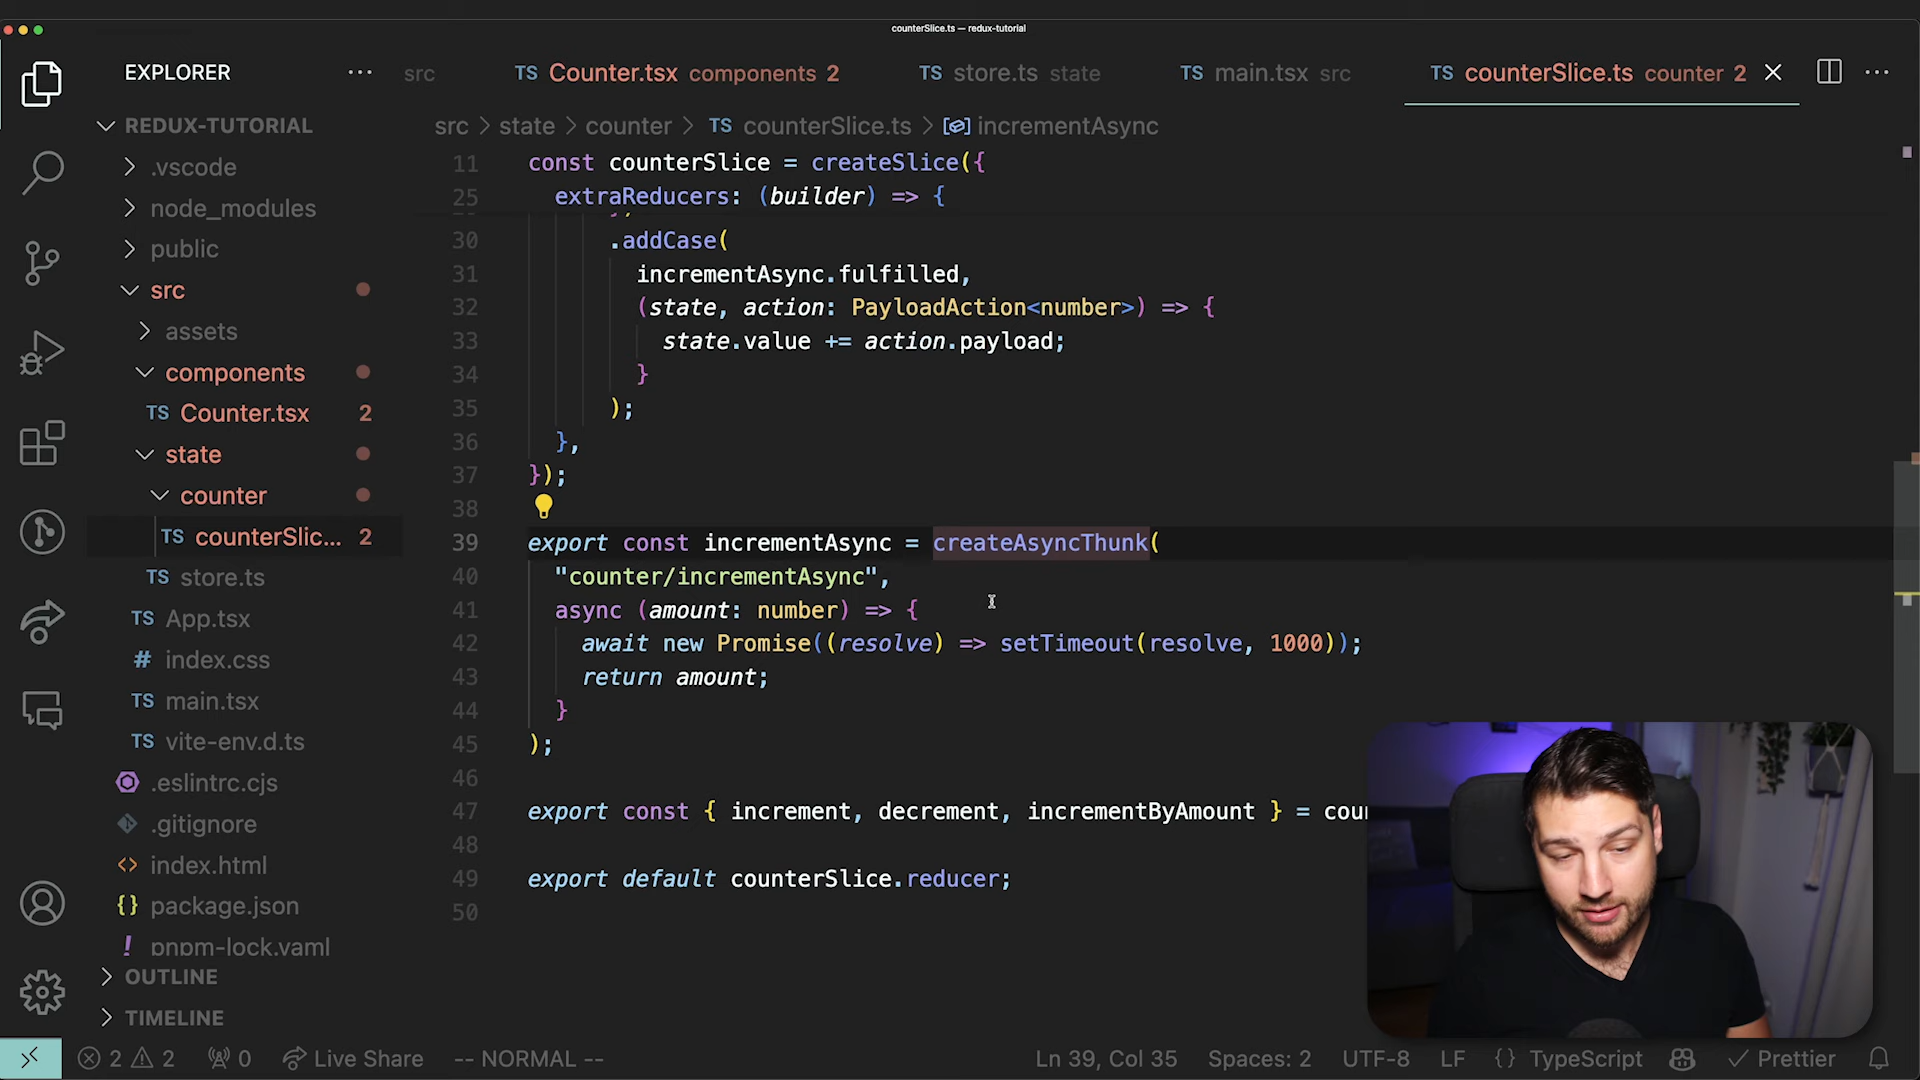 counterSlice.ts — redux-tutorial
EXPLORER
src
TS Counter.tsx components 2
TS store.ts state
TS main.tsx src
TS counterSlice.ts counter 2
REDUX-TUTORIAL
.vscode
node_modules
public
src
assets
components
TS Counter.tsx 2
state
counter
TS counterSlic... 2
TS store.ts
TS App.tsx
# index.css
TS main.tsx
TS vite-env.d.ts
.eslintrc.cjs
.gitignore
<> index.html
{} package.json
! pnpm-lock.yaml
OUTLINE
TIMELINE
src > state > counter > TS counterSlice.ts > incrementAsync
11 const counterSlice = createSlice({
25 extraReducers: (builder) => {
30 .addCase(
31 incrementAsync.fulfilled,
32 (state, action: PayloadAction<number>) => {
33 state.value += action.payload;
34 }
35 );
36 },
37 });
38
39 export const incrementAsync = createAsyncThunk(
40 "counter/incrementAsync",
41 async (amount: number) => {
42 await new Promise((resolve) => setTimeout(resolve, 1000));
43 return amount;
44 }
45 );
46
47 export const { increment, decrement, incrementByAmount } = cou
48
49 export default counterSlice.reducer;
50
2 2 0 Live Share -- NORMAL --
Ln 39, Col 35 Spaces: 2 UTF-8 LF {} TypeScript Prettier